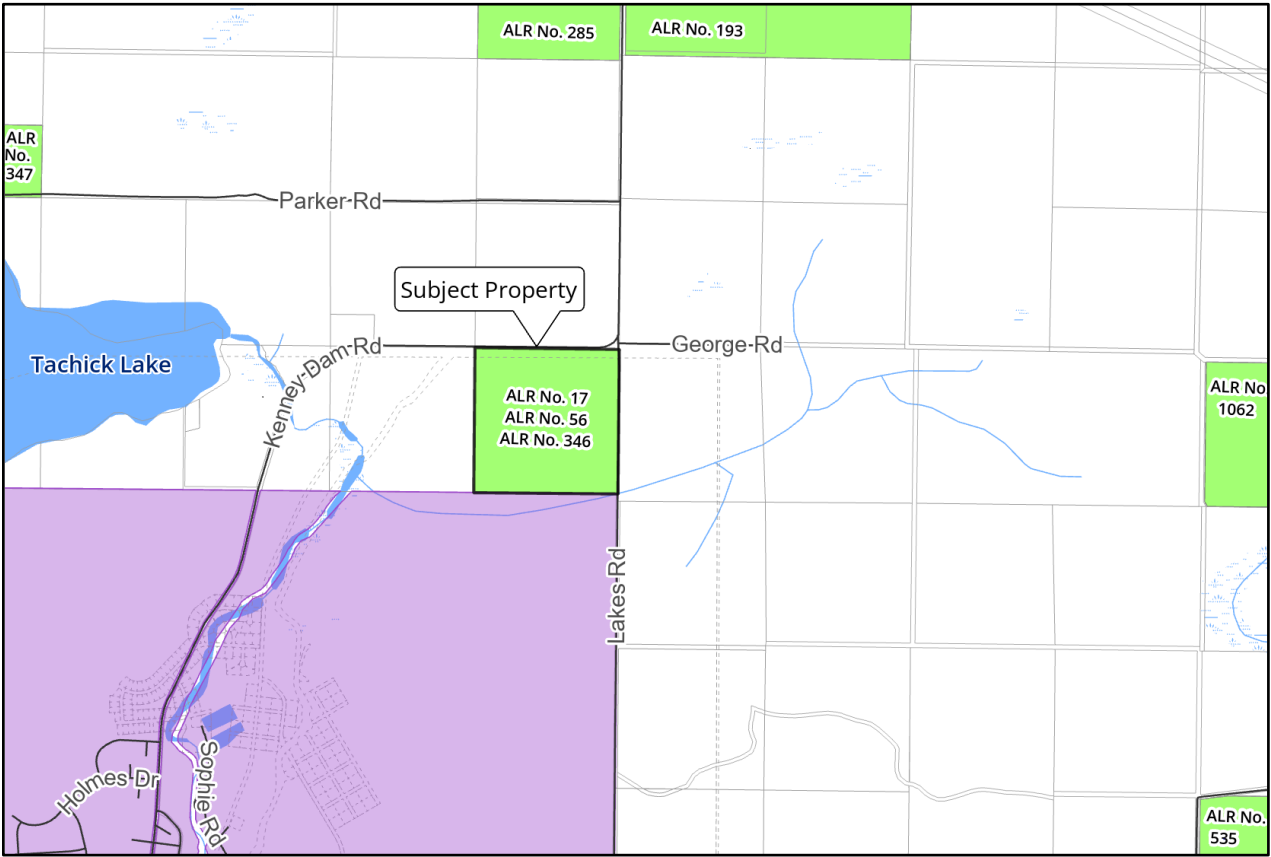 ALR No. 285
ALR No. 193
ALR
No.
347
Parker Rd
Subject Property
Kenney Dam Rd
George Rd
Tachick Lake
ALR No. 17
ALR No. 56
ALR No. 346
ALR No
1062
Lakes Rd
Holmes Dr
Sophie Rd
ALR No.
535